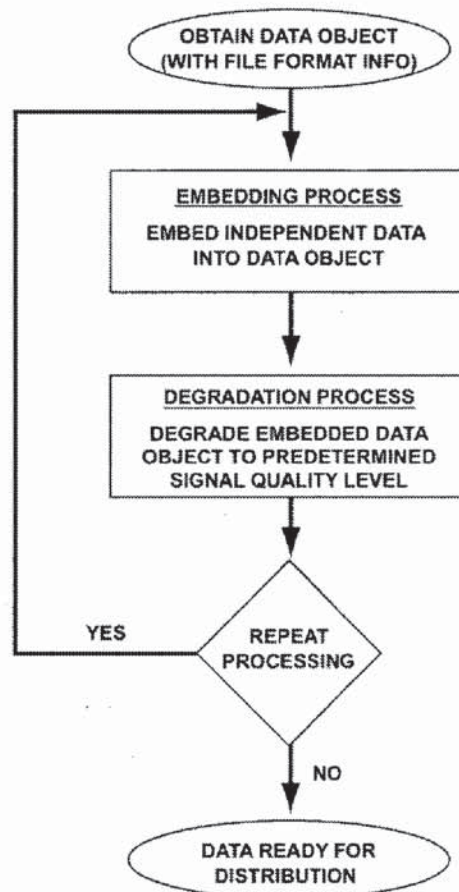 OBTAIN DATA OBJECT
(WITH FILE FORMAT INFO)
EMBEDDING PROCESS
EMBED INDEPENDENT DATA
INTO DATA OBJECT
DEGRADATION PROCESS
DEGRADE EMBEDDED DATA
OBJECT TO PREDETERMINED
SIGNAL QUALITY LEVEL
YES
REPEAT
PROCESSING
NO
DATA READY FOR
DISTRIBUTION